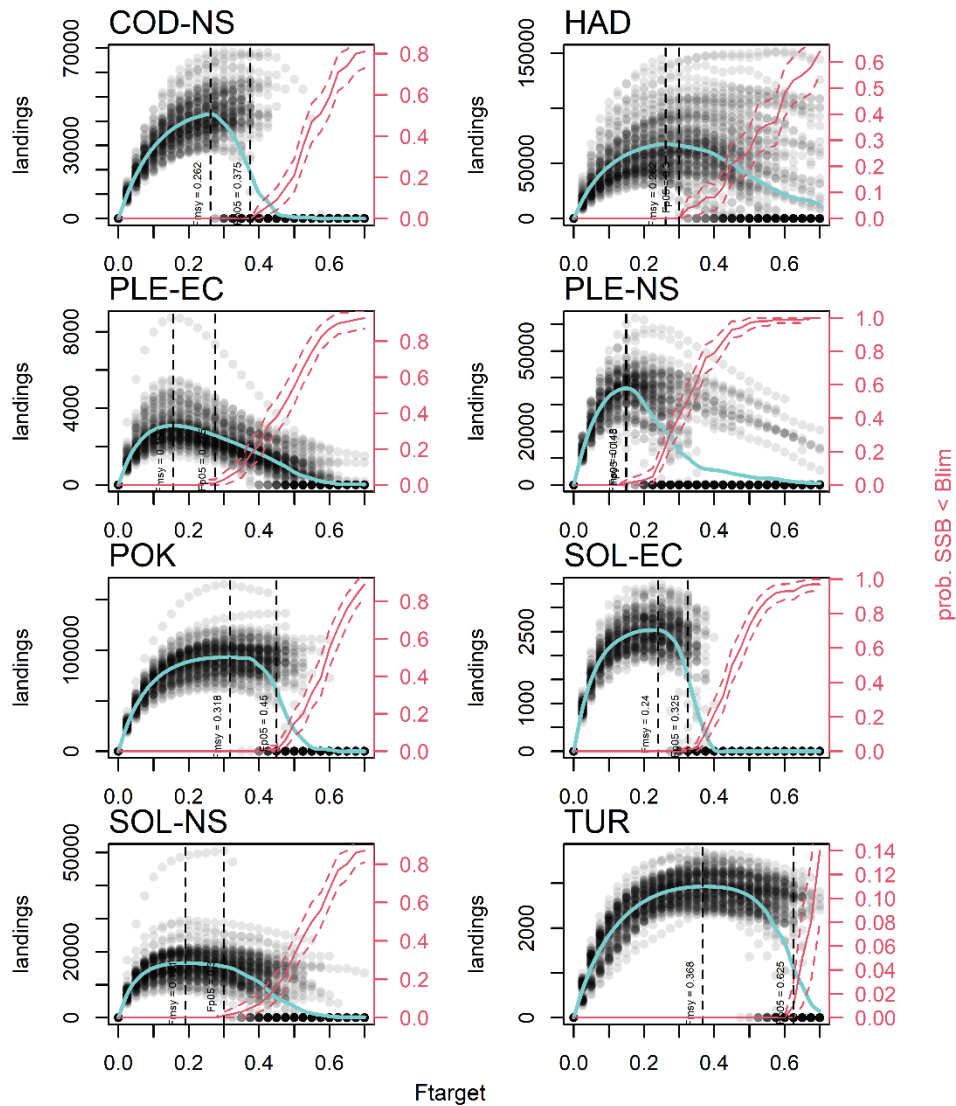 COD-NS
70000
30000
0
landings
0.8
0.6
0.4
0.2
0.0
Fmsy = 0.262
Fp05 = 0.375
0.0 0.2 0.4 0.6
HAD
150000
50000
0
landings
0.6
0.5
0.4
0.3
0.2
0.1
0.0
0.0 0.2 0.4 0.6
PLE-EC
8000
4000
0
landings
0.8
0.6
0.4
0.2
0.0
0.0 0.2 0.4 0.6
PLE-NS
50000
20000
0
landings
1.0
0.8
0.6
0.4
0.2
0.0
0.0 0.2 0.4 0.6
POK
100000
0
landings
0.8
0.6
0.4
0.2
0.0
Fmsy = 0.318
Fp05 = 0.45
0.0 0.2 0.4 0.6
SOL-EC
2500
1000
0
landings
1.0
0.8
0.6
0.4
0.2
0.0
Fmsy = 0.24
Fp05 = 0.325
0.0 0.2 0.4 0.6
prob. SSB < Blim
SOL-NS
50000
20000
0
landings
0.8
0.6
0.4
0.2
0.0
0.0 0.2 0.4 0.6
TUR
2000
0
landings
0.14
0.12
0.10
0.08
0.06
0.04
0.02
0.00
Fmsy = 0.368
Fp05 = 0.625
0.0 0.2 0.4 0.6
Ftarget